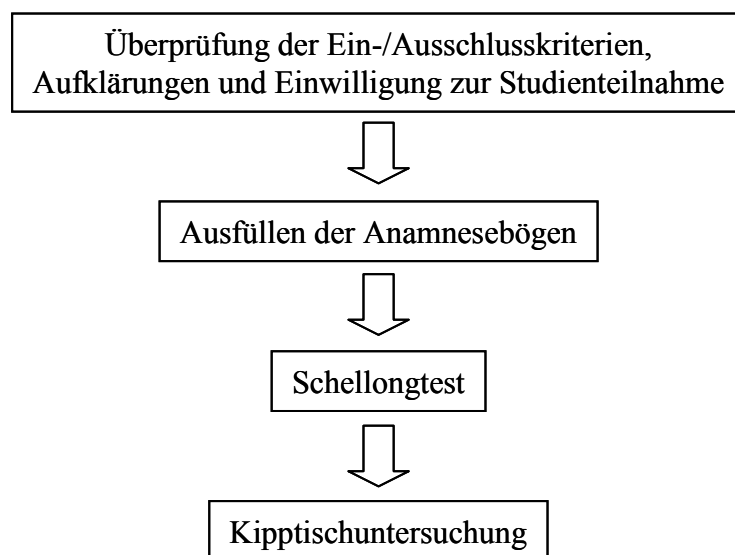 Überprüfung der Ein-/Ausschlusskriterien,
Aufklärungen und Einwilligung zur Studienteilnahme
Ausfüllen der Anamnesebögen
Schellongtest
Kipptischuntersuchung